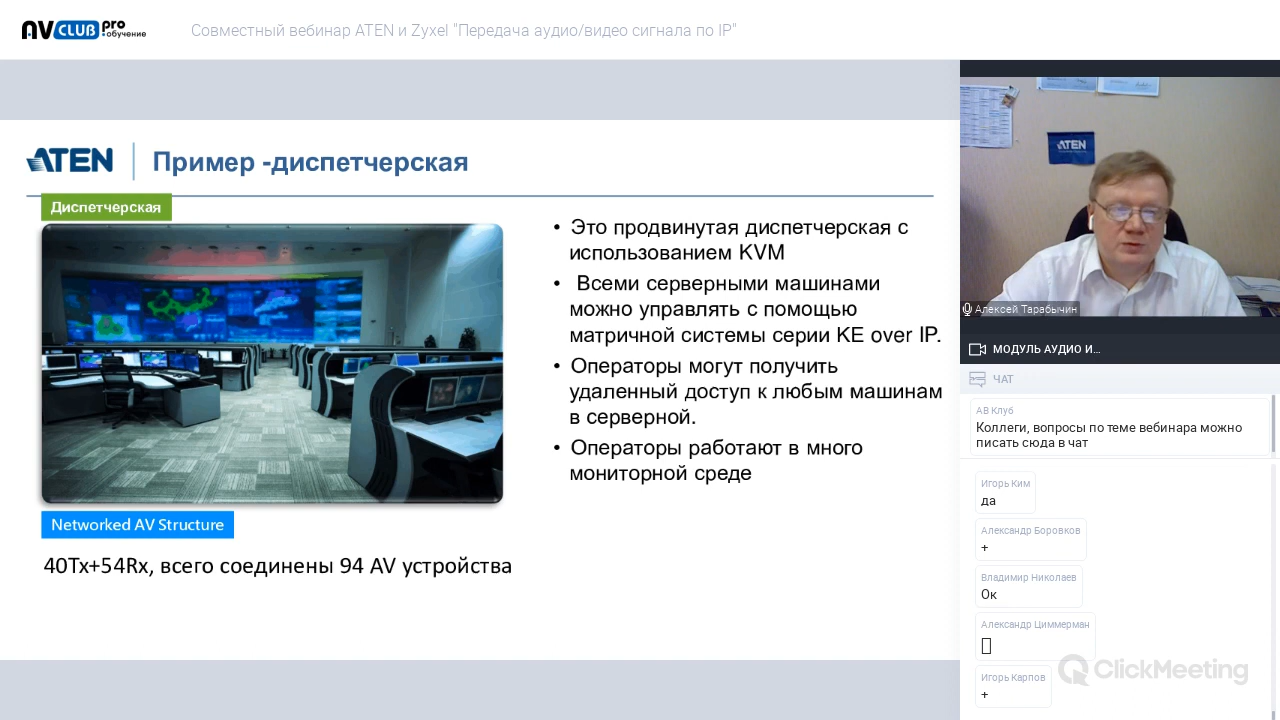 AV CLUB pro
обучение
Совместный вебинар ATEN и Zyxel "Передача аудио/видео сигнала по IP"
ATEN
Пример -диспетчерская
Диспетчерская
• Это продвинутая диспетчерская с
использованием KVM
• Всеми серверными машинами
можно управлять с помощью
матричной системы серии KE over IP.
• Операторы могут получить
удаленный доступ к любым машинам
в серверной.
• Операторы работают в много
мониторной среде
Networked AV Structure
40Tx+54Rx, всего соединены 94 AV устройства
ATEN
Алексей Тарабычин
МОДУЛЬ АУДИО И…
ЧАТ
АВ Клуб
Коллеги, вопросы по теме вебинара можно
писать сюда в чат
Игорь Ким
да
Александр Боровков
+
Владимир Николаев
Ок
Александр Циммерман
Игорь Карпов
+
ClickMeeting